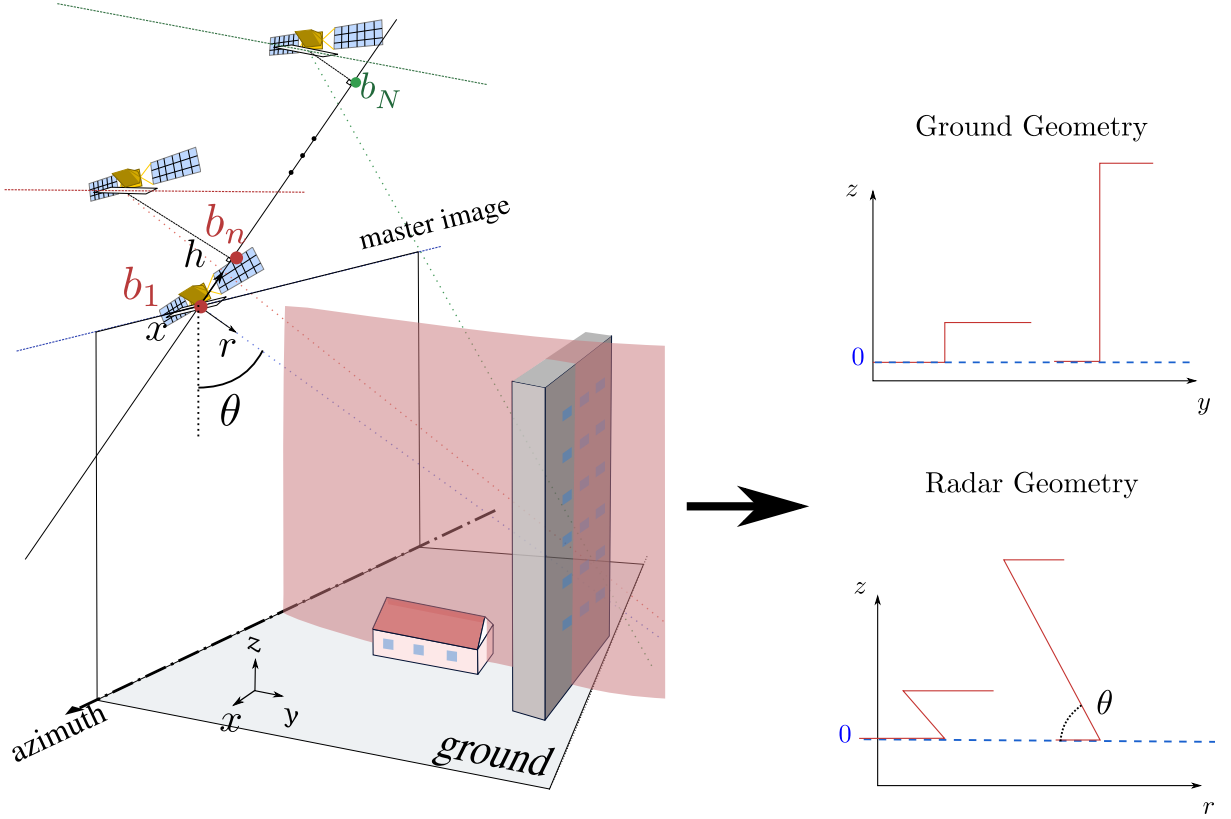 b_N
b_n
master image
h
b_1
x
r
θ
z
y
x
azimuth
ground
Ground Geometry
z
0
y
Radar Geometry
z
θ
0
r